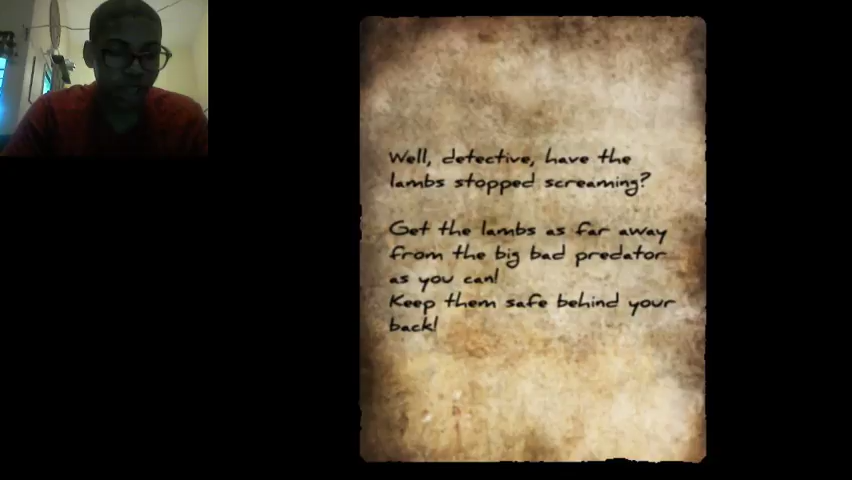 Well, detective, have the
lambs stopped screaming?
Get the lambs as far away
from the big bad predator
as you can!
Keep them safe behind your
back!